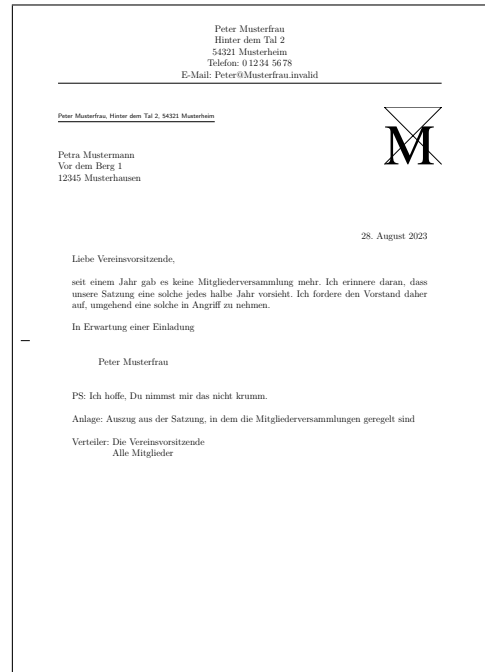 Peter Musterfrau
Hinter dem Tal 2
54321 Musterheim
Telefon: 0 12 34 56 78
E-Mail: Peter@Musterfrau.invalid
Peter Musterfrau, Hinter dem Tal 2, 54321 Musterheim
M
Petra Mustermann
Vor dem Berg 1
12345 Musterhausen
28. August 2023
Liebe Vereinsvorsitzende,
seit einem Jahr gab es keine Mitgliederversammlung mehr. Ich erinnere daran, dass
unsere Satzung eine solche jedes halbe Jahr vorsieht. Ich fordere den Vorstand daher
auf, umgehend eine solche in Angriff zu nehmen.
In Erwartung einer Einladung
Peter Musterfrau
PS: Ich hoffe, Du nimmst mir das nicht krumm.
Anlage: Auszug aus der Satzung, in dem die Mitgliederversammlungen geregelt sind
Verteiler: Die Vereinsvorsitzende
Alle Mitglieder